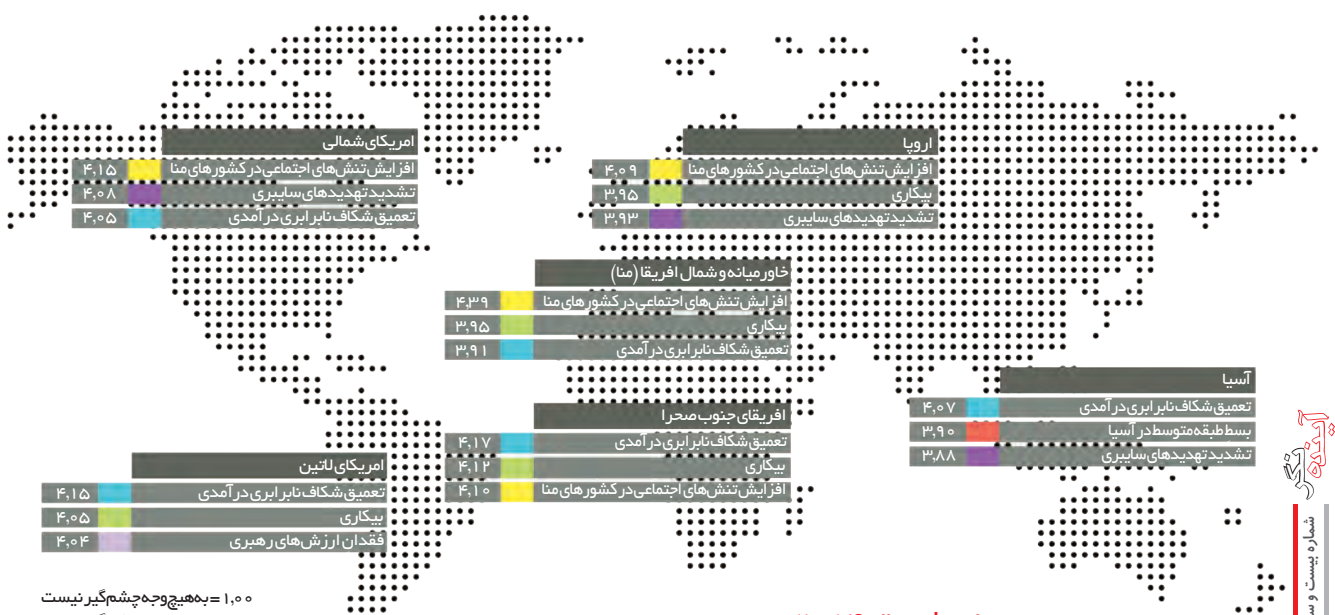 امریکای شمالی
افزایش تنش‌های اجتماعی در کشورهای منا ۴٫۱۵
تشدید تهدیدهای سایبری ۴٫۰۸
تعمیق شکاف نابرابری درآمدی ۴٫۰۵
اروپا
افزایش تنش‌های اجتماعی در کشورهای منا ۴٫۰۹
بیکاری ۳٫۹۵
تشدید تهدیدهای سایبری ۳٫۹۳
خاورمیانه و شمال افریقا (منا)
افزایش تنش‌های اجتماعی در کشورهای منا ۴٫۳۹
بیکاری ۳٫۹۵
تعمیق شکاف نابرابری درآمدی ۳٫۹۱
آسیا
تعمیق شکاف نابرابری درآمدی ۴٫۰۷
بسط طبقه متوسط در آسیا ۳٫۹۰
تشدید تهدیدهای سایبری ۳٫۸۸
افریقای جنوب صحرا
تعمیق شکاف نابرابری درآمدی ۴٫۱۷
بیکاری ۴٫۱۲
افزایش تنش‌های اجتماعی در کشورهای منا ۴٫۱۰
امریکای لاتین
تعمیق شکاف نابرابری درآمدی ۴٫۱۵
بیکاری ۴٫۰۵
فقدان ارزش‌های رهبری ۴٫۰۴
۱٫۰۰ = به‌هیچ‌وجه چشم‌گیر نیست
آینده نگر
شماره بیست و